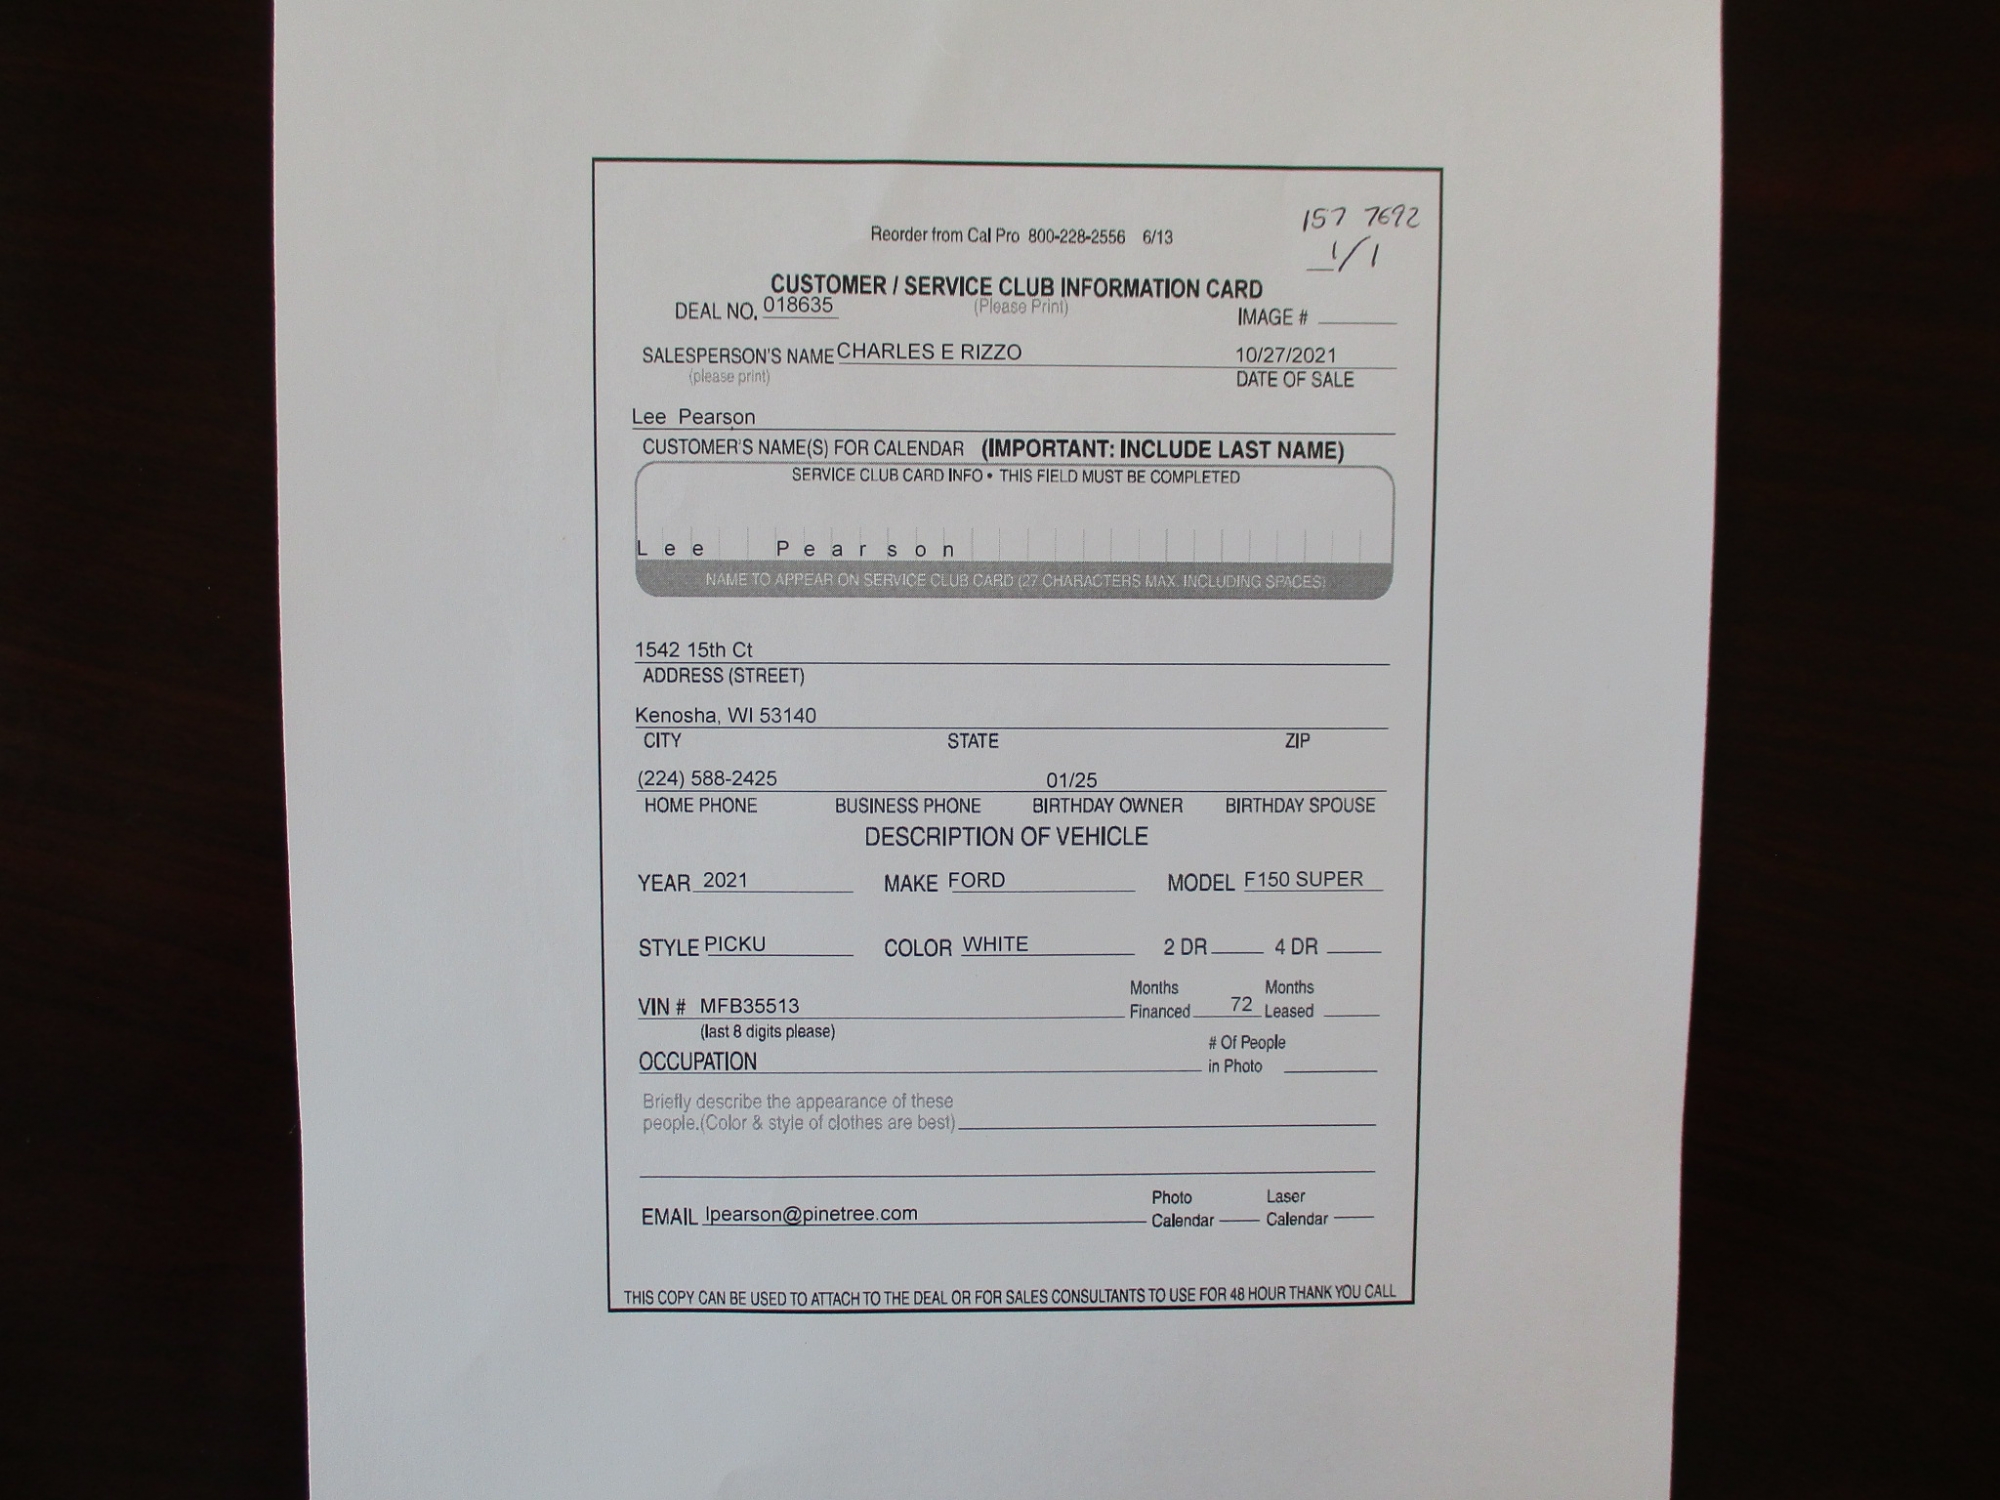 157 7692
1/1
Reorder from Cal Pro 800-228-2556 6/13
CUSTOMER / SERVICE CLUB INFORMATION CARD
DEAL NO. 018635 (Please Print) IMAGE #
SALESPERSON'S NAME CHARLES E RIZZO 10/27/2021
(please print) DATE OF SALE
Lee Pearson
CUSTOMER'S NAME(S) FOR CALENDAR (IMPORTANT: INCLUDE LAST NAME)
SERVICE CLUB CARD INFO • THIS FIELD MUST BE COMPLETED
Lee Pearson
NAME TO APPEAR ON SERVICE CLUB CARD (27 CHARACTERS MAX. INCLUDING SPACES)
1542 15th Ct
ADDRESS (STREET)
Kenosha, WI 53140
CITY STATE ZIP
(224) 588-2425 01/25
HOME PHONE BUSINESS PHONE BIRTHDAY OWNER BIRTHDAY SPOUSE
DESCRIPTION OF VEHICLE
YEAR 2021 MAKE FORD MODEL F150 SUPER
STYLE PICKU COLOR WHITE 2 DR 4 DR
Months Months
VIN # MFB35513 Financed 72 Leased
(last 8 digits please)
# Of People
OCCUPATION in Photo
Briefly describe the appearance of these
people.(Color & style of clothes are best)
Photo Laser
EMAIL lpearson@pinetree.com Calendar Calendar
THIS COPY CAN BE USED TO ATTACH TO THE DEAL OR FOR SALES CONSULTANTS TO USE FOR 48 HOUR THANK YOU CALL